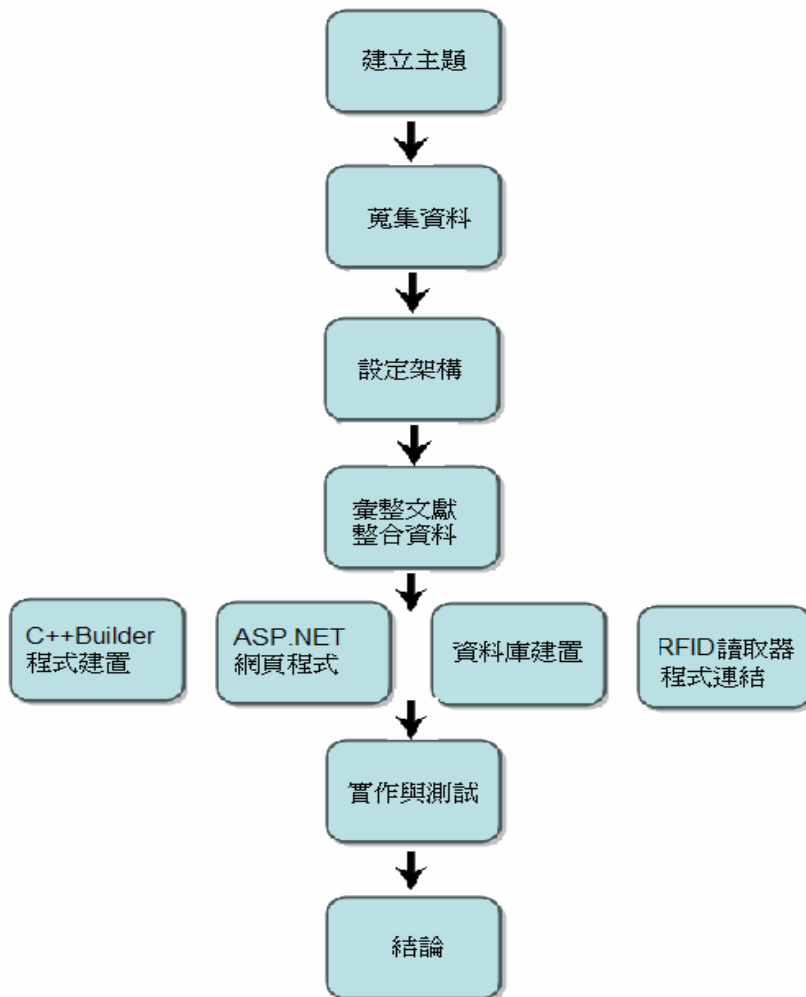 建立主題
蒐集資料
設定架構
彙整文獻
整合資料
C++Builder
程式建置
ASP.NET
網頁程式
資料庫建置
RFID讀取器
程式連結
實作與測試
結論